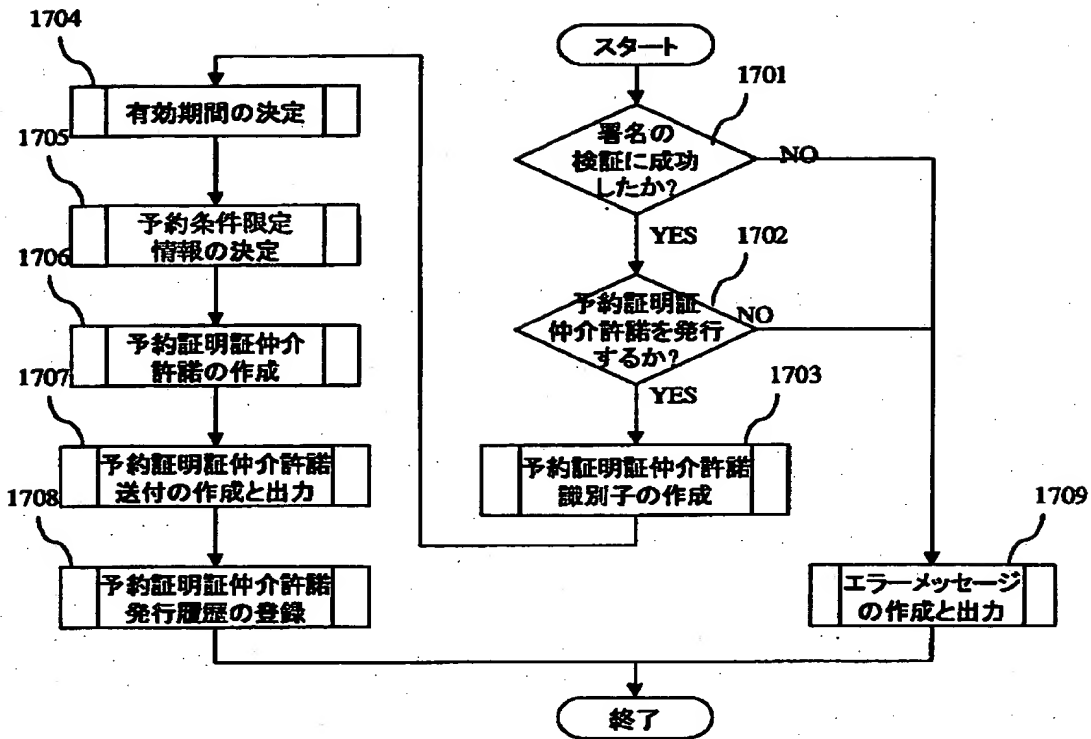 スタート
1701
署名の
検証に成功
したか?
NO
YES
1702
予約証明証
仲介許諾を発行
するか?
NO
YES
1703
予約証明証仲介許諾
識別子の作成
1704
有効期間の決定
1705
予約条件限定
情報の決定
1706
予約証明証仲介
許諾の作成
1707
予約証明証仲介許諾
送付の作成と出力
1708
予約証明証仲介許諾
発行履歴の登録
1709
エラーメッセージ
の作成と出力
終了